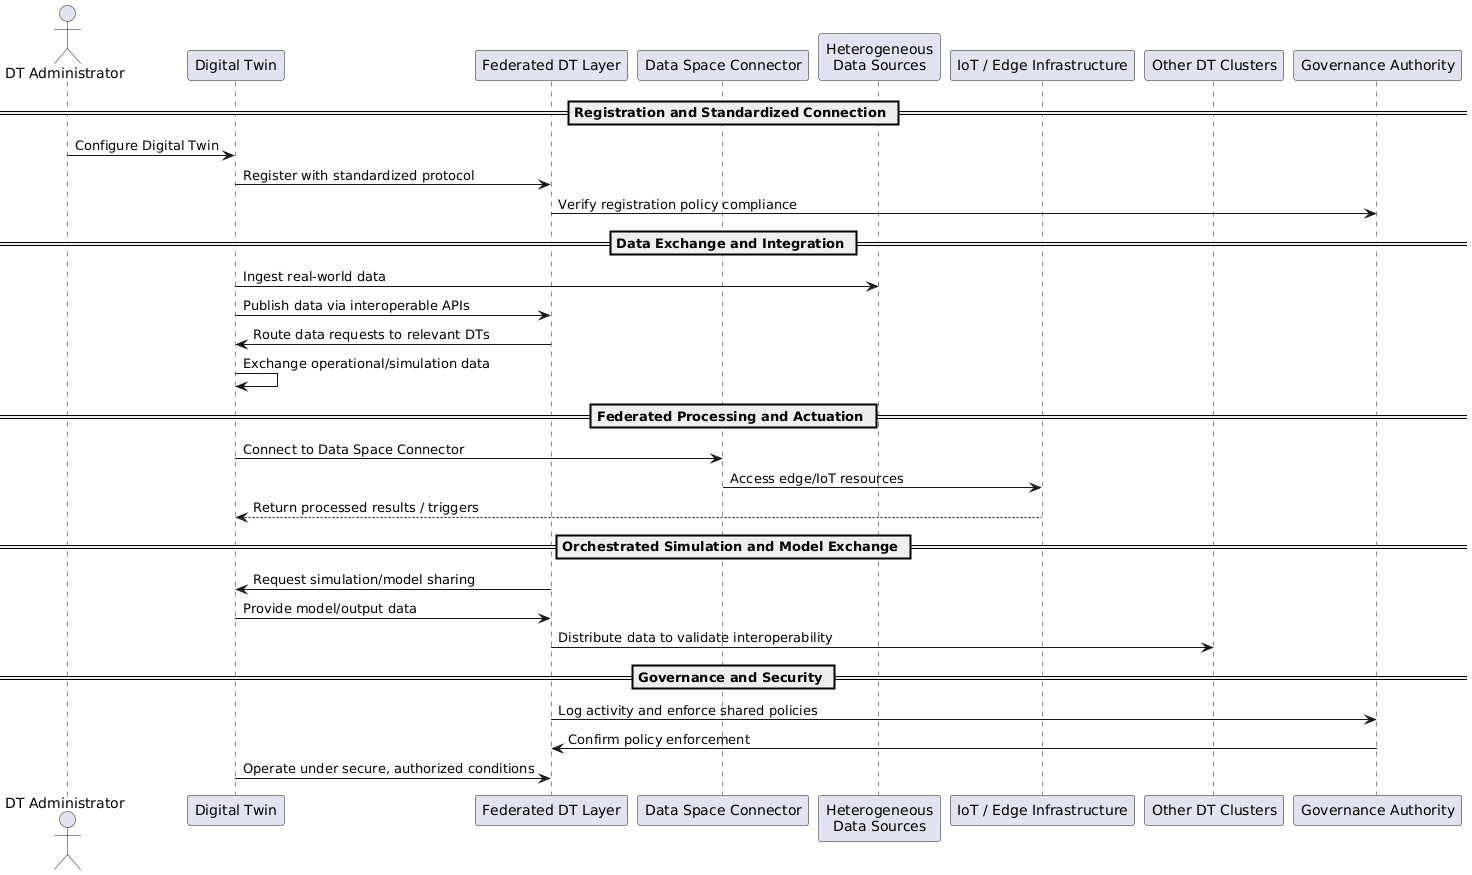 DT Administrator
Digital Twin
Federated DT Layer
Data Space Connector
Heterogeneous
Data Sources
IoT / Edge Infrastructure
Other DT Clusters
Governance Authority
Registration and Standardized Connection
Configure Digital Twin
Register with standardized protocol
Verify registration policy compliance
Data Exchange and Integration
Ingest real-world data
Publish data via interoperable APIs
Route data requests to relevant DTs
Exchange operational/simulation data
Federated Processing and Actuation
Connect to Data Space Connector
Access edge/IoT resources
Return processed results / triggers
Orchestrated Simulation and Model Exchange
Request simulation/model sharing
Provide model/output data
Distribute data to validate interoperability
Governance and Security
Log activity and enforce shared policies
Confirm policy enforcement
Operate under secure, authorized conditions
DT Administrator
Digital Twin
Federated DT Layer
Data Space Connector
Heterogeneous
Data Sources
IoT / Edge Infrastructure
Other DT Clusters
Governance Authority